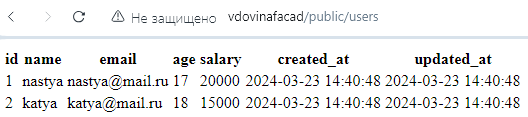 Не защищено vdovinafacad/public/users
id name email age salary created_at updated_at
1 nastya nastya@mail.ru 17 20000 2024-03-23 14:40:48 2024-03-23 14:40:48
2 katya katya@mail.ru 18 15000 2024-03-23 14:40:48 2024-03-23 14:40:48